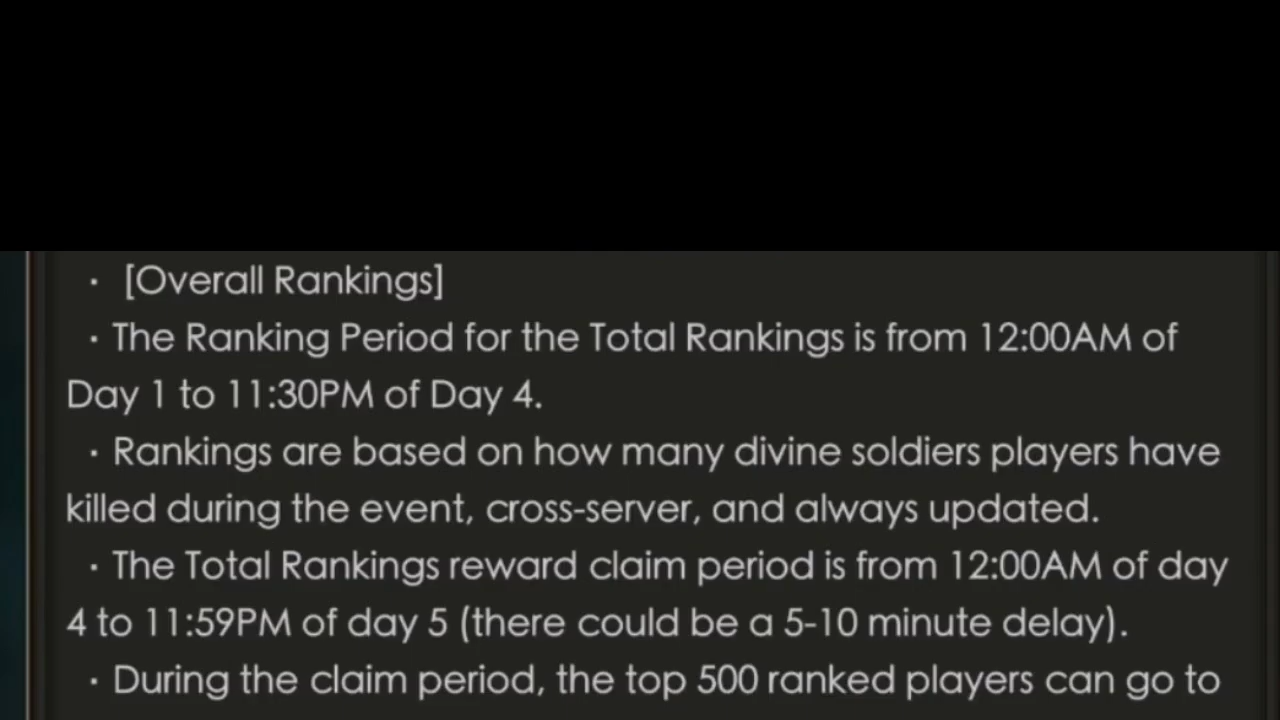 · [Overall Rankings]
· The Ranking Period for the Total Rankings is from 12:00AM of
Day 1 to 11:30PM of Day 4.
· Rankings are based on how many divine soldiers players have
killed during the event, cross-server, and always updated.
· The Total Rankings reward claim period is from 12:00AM of day
4 to 11:59PM of day 5 (there could be a 5-10 minute delay).
· During the claim period, the top 500 ranked players can go to